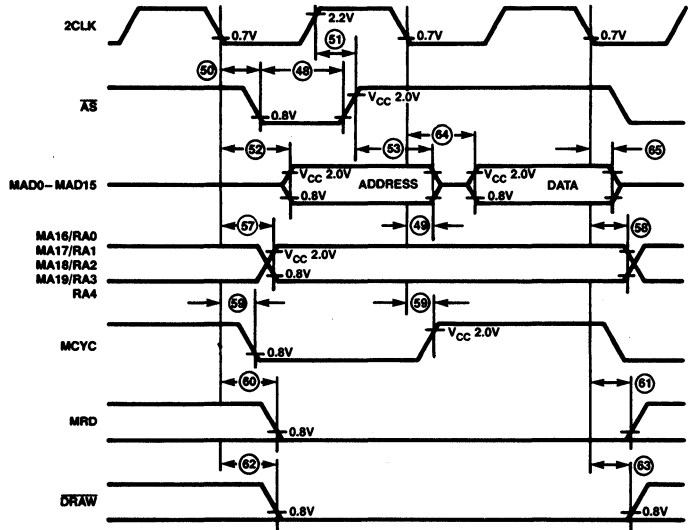 2CLK
0.7V
2.2V
0.7V
0.7V
51
50
48
AS
0.8V
VCC 2.0V
64
52
53
65
MAD0–MAD15
VCC 2.0V
ADDRESS
0.8V
VCC 2.0V
DATA
0.8V
57
49
58
MA16/RA0
MA17/RA1
VCC 2.0V
MA18/RA2
MA19/RA3
0.8V
RA4
59
59
MCYC
VCC 2.0V
0.8V
60
61
MRD
0.8V
62
63
DRAW
0.8V
0.8V